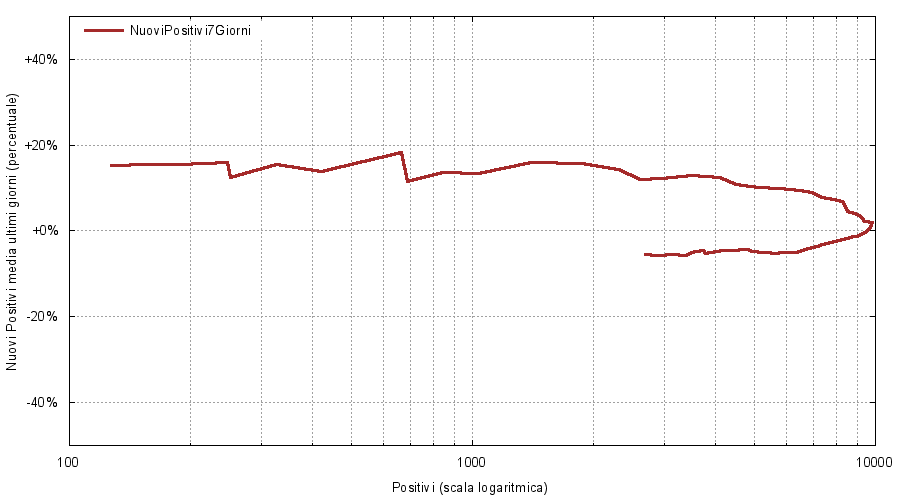 NuoviPositivi7Giorni
+40%
+20%
+0%
-20%
-40%
Nuovi Positivi media ultimi giorni (percentuale)
100
1000
10000
Positivi (scala logaritmica)